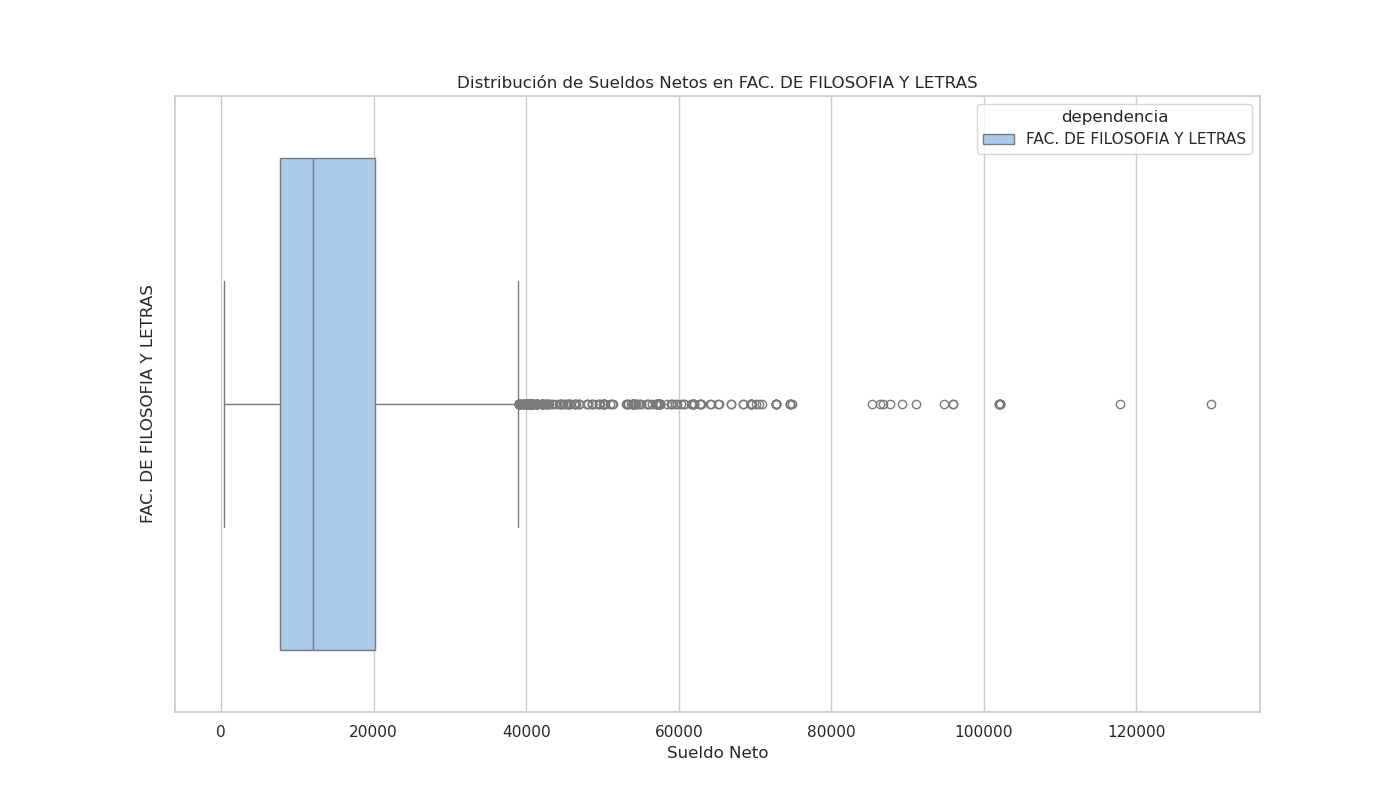 Distribución de Sueldos Netos en FAC. DE FILOSOFIA Y LETRAS
dependencia
FAC. DE FILOSOFIA Y LETRAS
FAC. DE FILOSOFIA Y LETRAS
0 20000 40000 60000 80000 100000 120000
Sueldo Neto